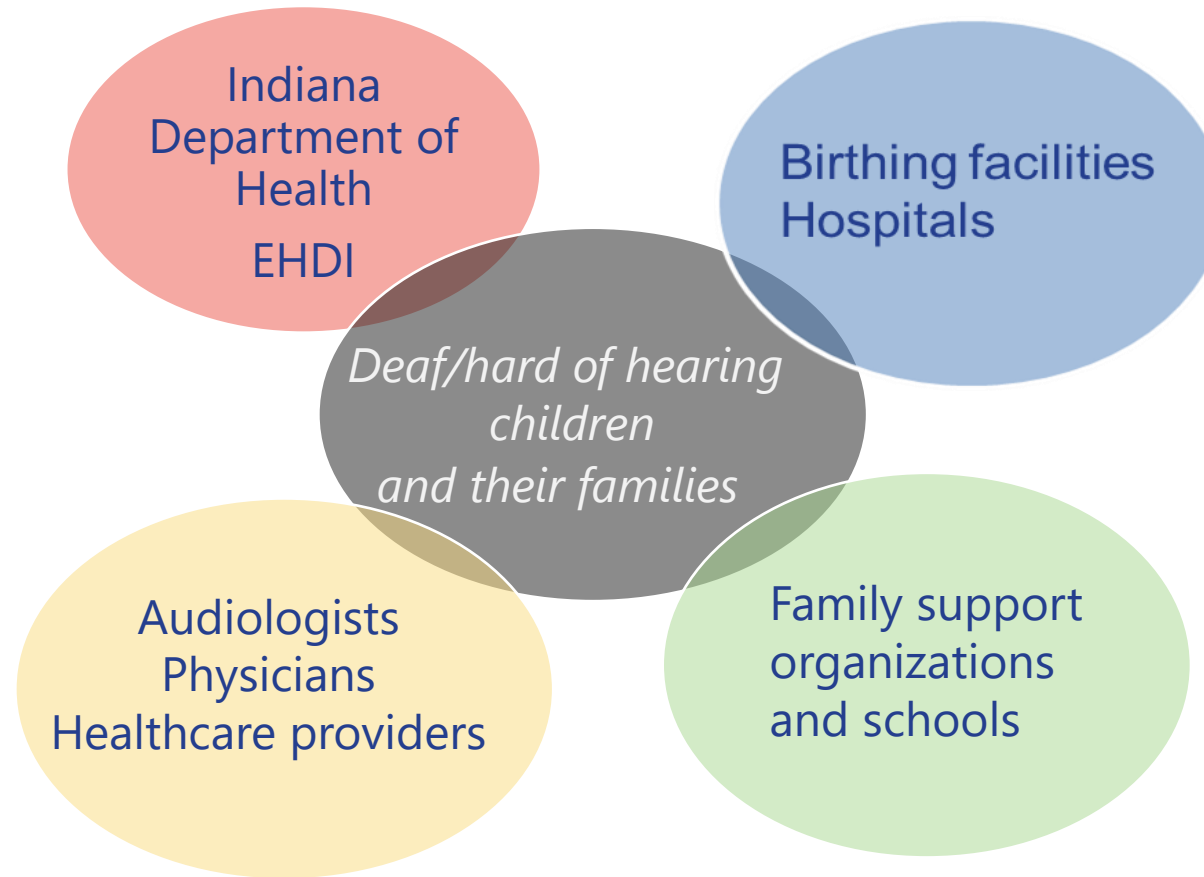 Indiana
Department of
Health
EHDI
Birthing facilities
Hospitals
Deaf/hard of hearing
children
and their families
Audiologists
Physicians
Healthcare providers
Family support
organizations
and schools